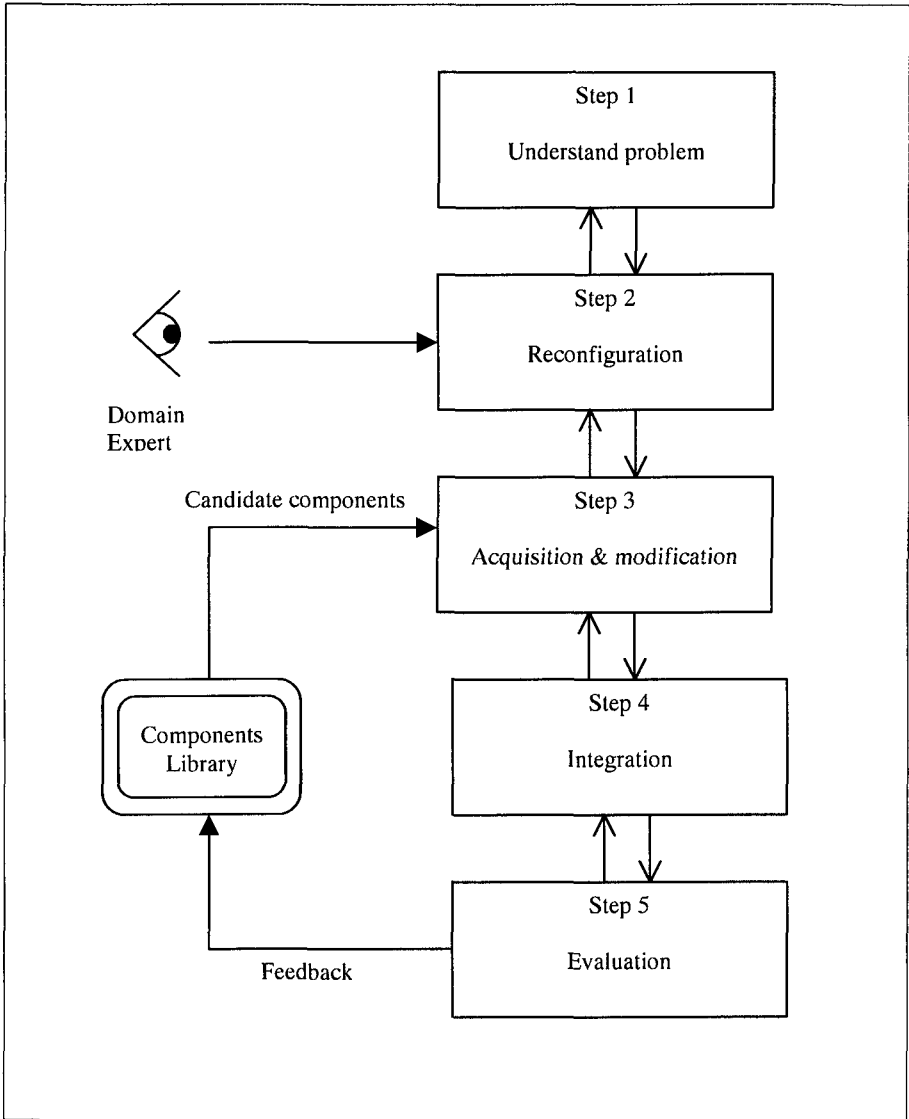 Step 1
Understand problem
Step 2
Reconfiguration
Domain
Expert
Candidate components
Step 3
Acquisition & modification
Components
Library
Step 4
Integration
Step 5
Evaluation
Feedback